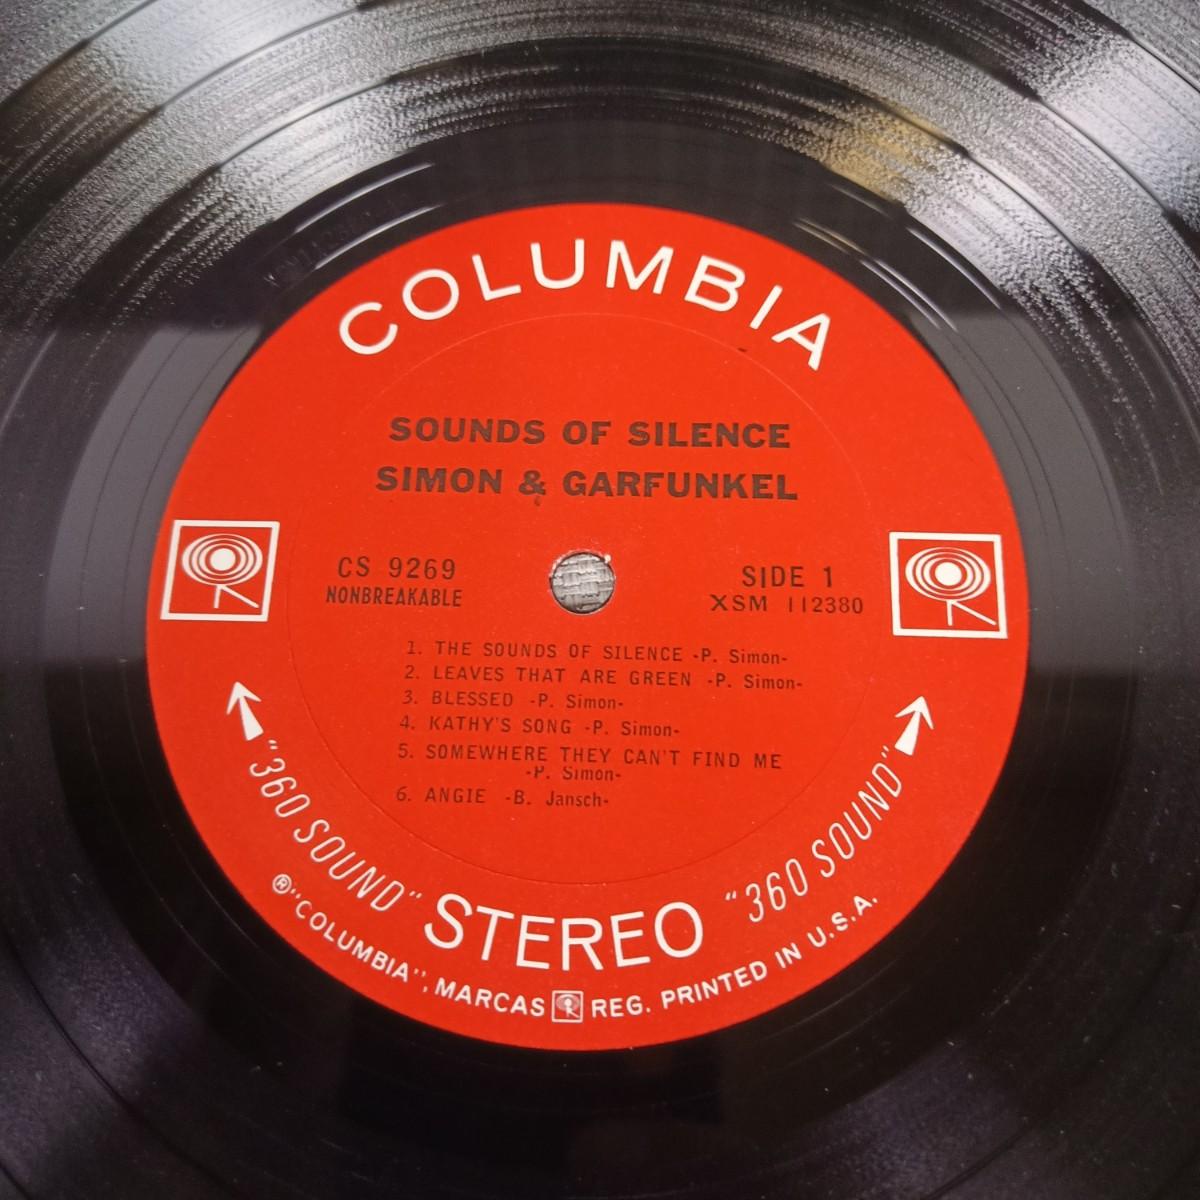 COLUMBIA
SOUNDS OF SILENCE
SIMON & GARFUNKEL
CS 9269
NONBREAKABLE
SIDE 1
XSM 112380
1. THE SOUNDS OF SILENCE -P. Simon-
2. LEAVES THAT ARE GREEN -P. Simon-
3. BLESSED -P. Simon-
4. KATHY'S SONG -P. Simon-
5. SOMEWHERE THEY CAN'T FIND ME
-P. Simon-
6. ANGIE -B. Jansch-
"360 SOUND" STEREO "360 SOUND"
® "COLUMBIA", MARCAS REG. PRINTED IN U.S.A.